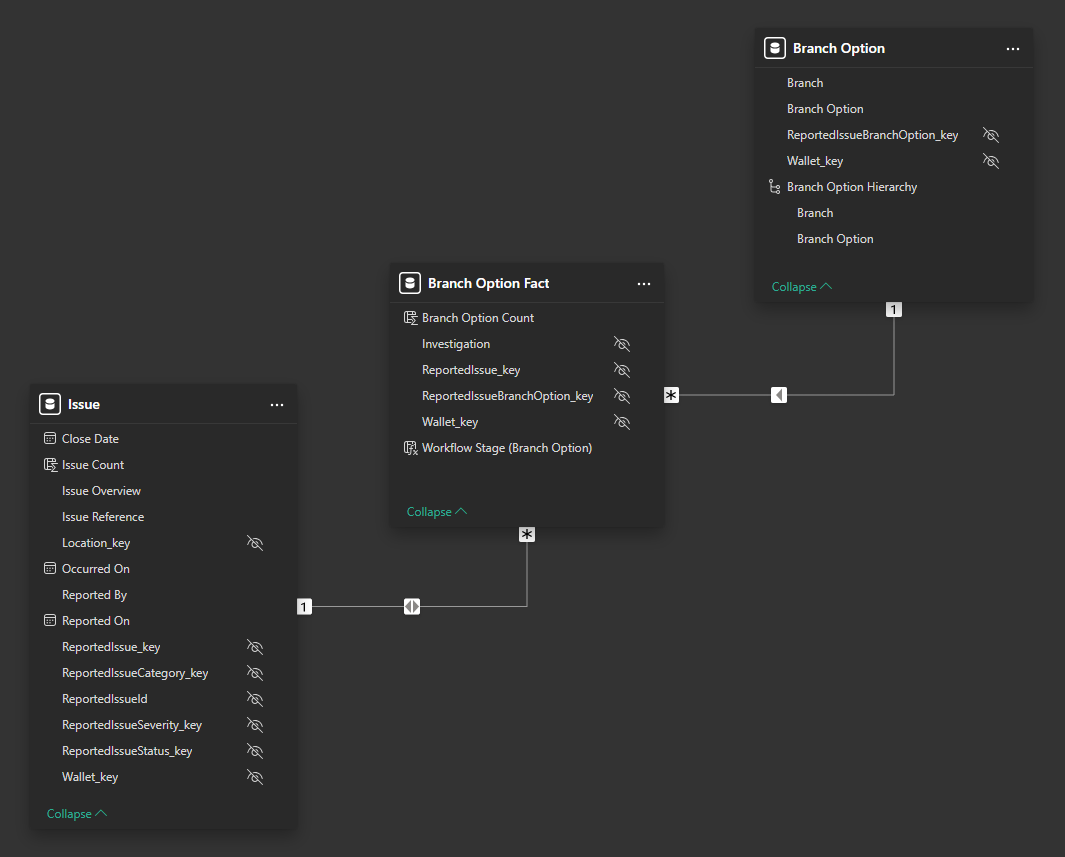 Branch Option
Branch
Branch Option
ReportedIssueBranchOption_key
Wallet_key
Branch Option Hierarchy
Branch
Branch Option
Collapse
1
Branch Option Fact
Branch Option Count
Investigation
ReportedIssue_key
ReportedIssueBranchOption_key
Wallet_key
Workflow Stage (Branch Option)
Collapse
*
*
Issue
Close Date
Issue Count
Issue Overview
Issue Reference
Location_key
Occurred On
Reported By
Reported On
ReportedIssue_key
ReportedIssueCategory_key
ReportedIssueId
ReportedIssueSeverity_key
ReportedIssueStatus_key
Wallet_key
Collapse
1